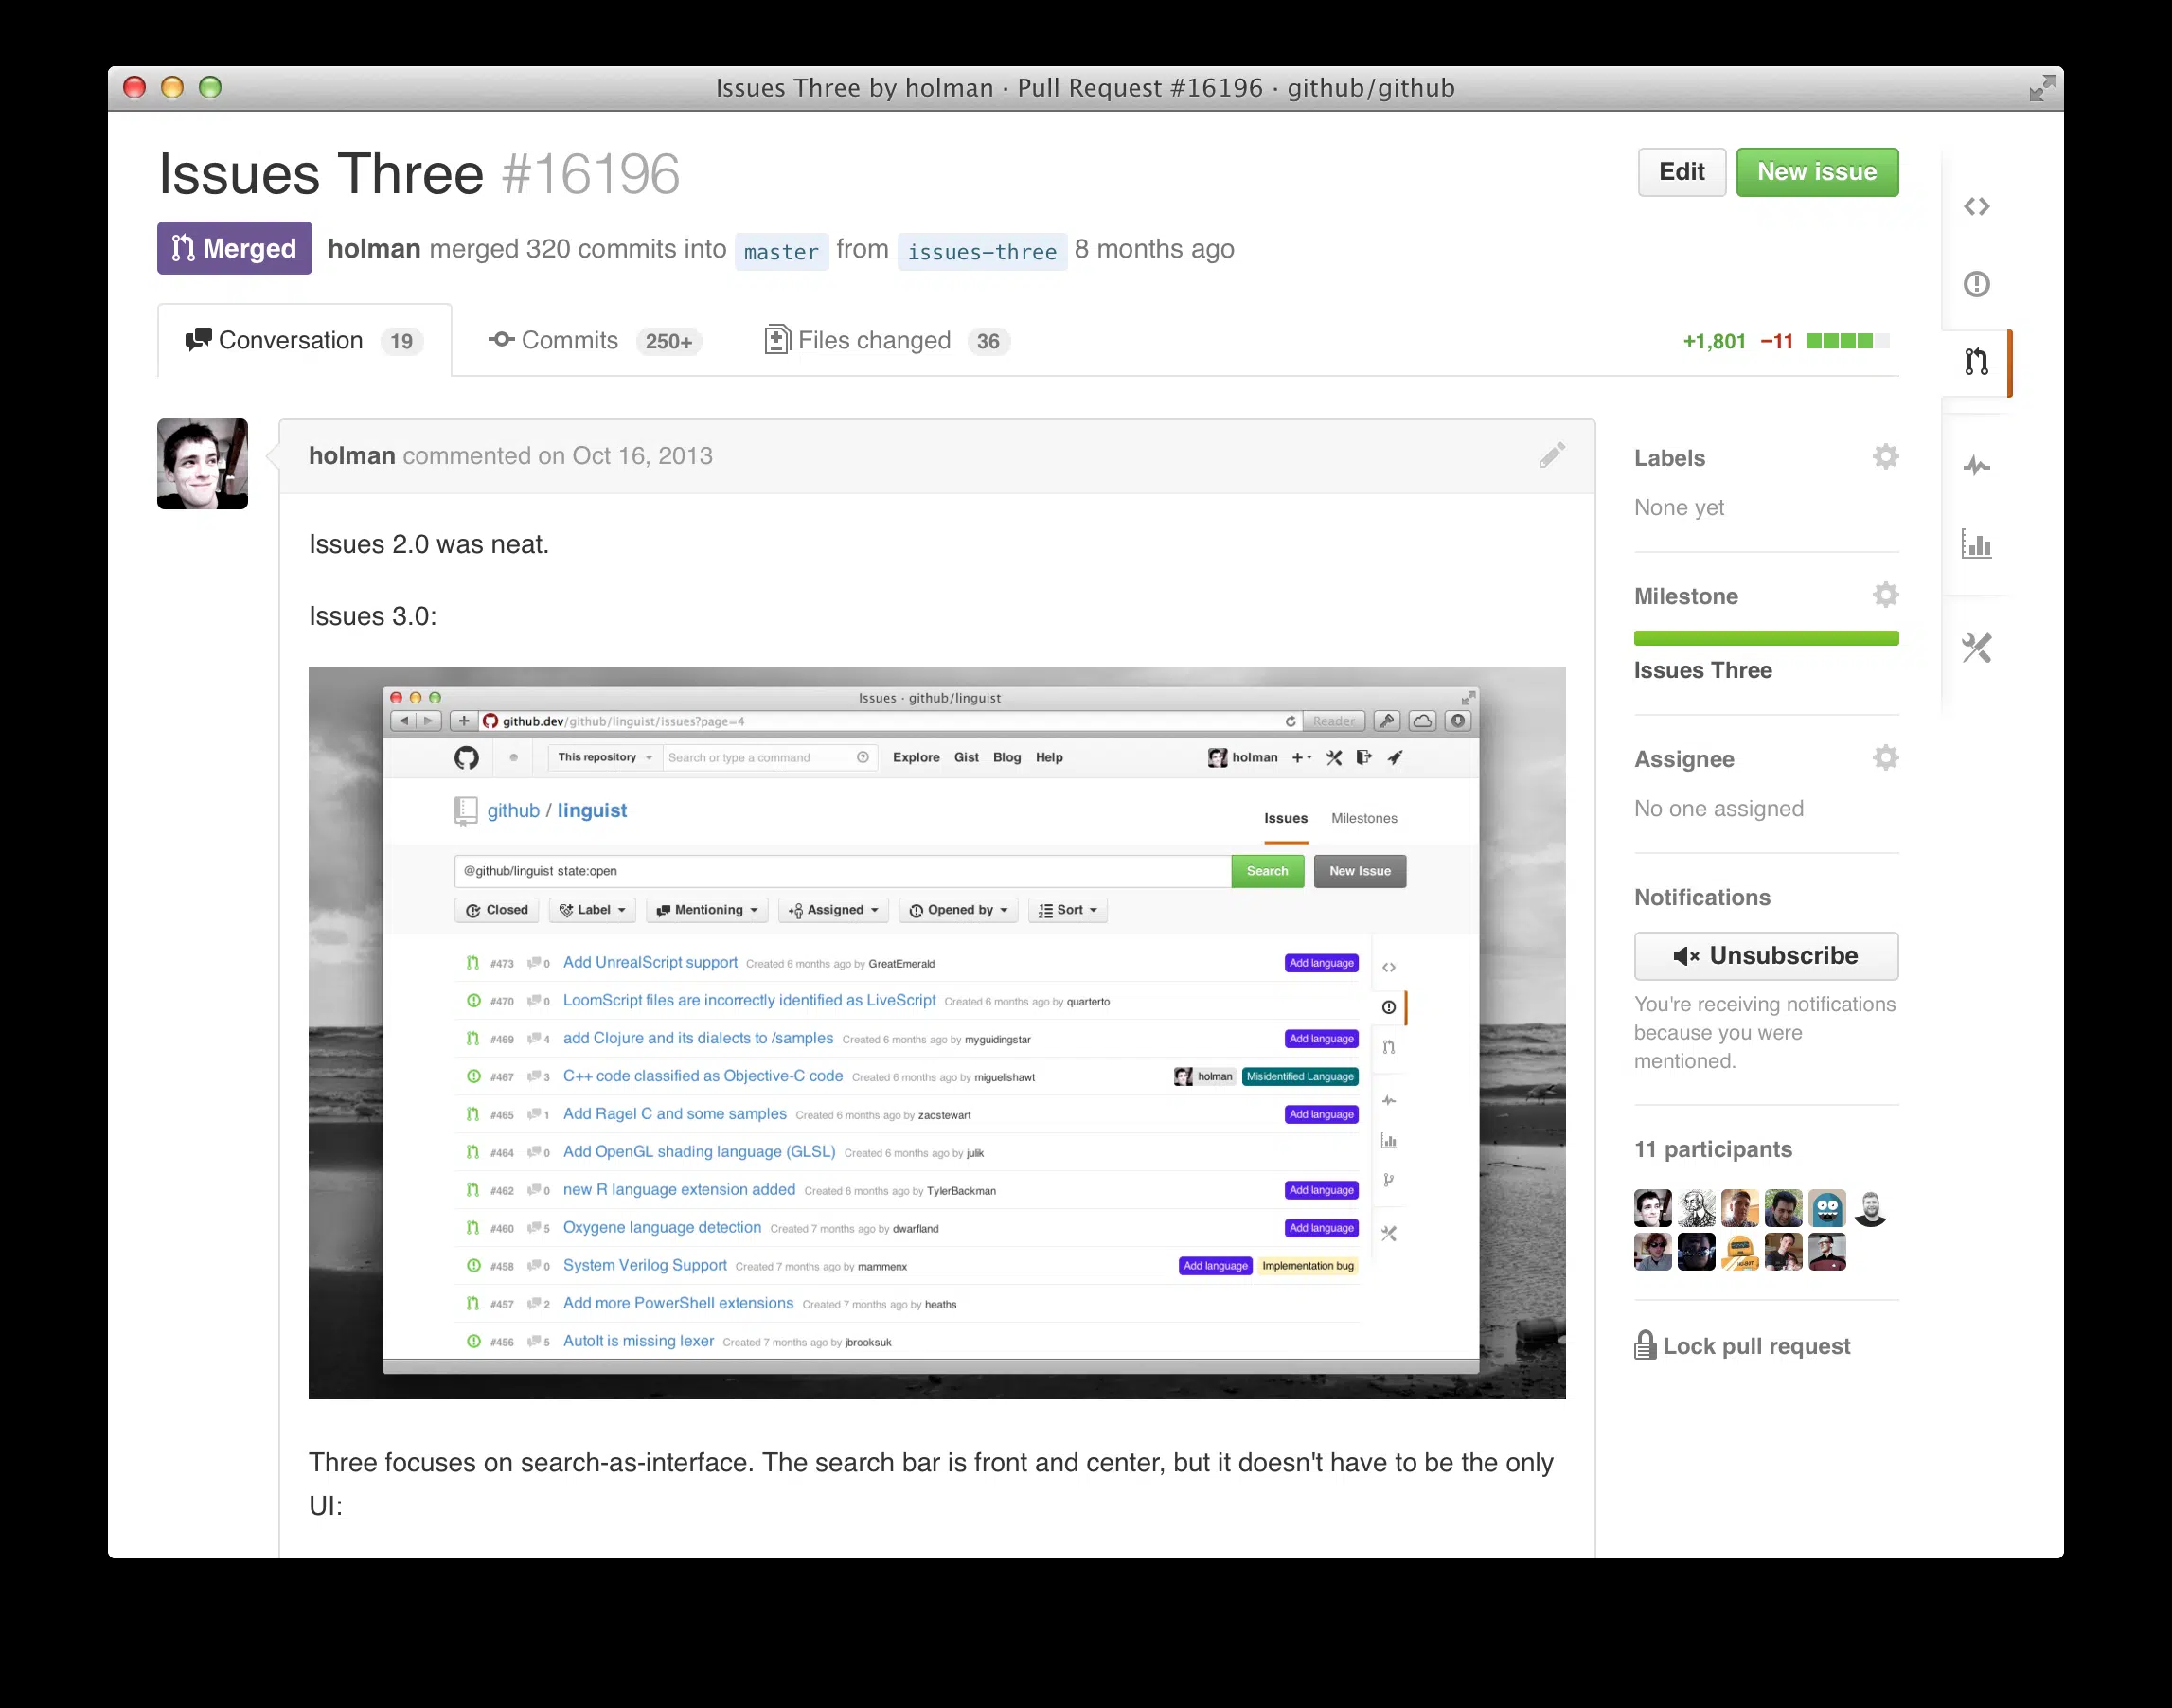 Issues Three by holman · Pull Request #16196 · github/github
Issues Three #16196
Edit
New issue
Merged
holman merged 320 commits into master from issues-three 8 months ago
Conversation 19
Commits 250+
Files changed 36
+1,801 −11
holman commented on Oct 16, 2013
Issues 2.0 was neat.
Issues 3.0:
Issues · github/linguist
github.dev/github/linguist/issues?page=4
Reader
This repository
Search or type a command
Explore Gist Blog Help
holman
github / linguist
Issues Milestones
@github/linguist state:open
Search
New Issue
Closed Label Mentioning Assigned Opened by Sort
#473 0 Add UnrealScript support Created 6 months ago by GreatEmerald Add language
#470 0 LoomScript files are incorrectly identified as LiveScript Created 6 months ago by quarterto
#469 4 add Clojure and its dialects to /samples Created 6 months ago by myguidingstar Add language
#467 3 C++ code classified as Objective-C code Created 6 months ago by miguelishawt holman Misidentified Language
#465 1 Add Ragel C and some samples Created 6 months ago by zacstewart Add language
#464 0 Add OpenGL shading language (GLSL) Created 6 months ago by julik
#462 0 new R language extension added Created 6 months ago by TylerBackman Add language
#460 5 Oxygene language detection Created 7 months ago by dwarfland Add language
#458 0 System Verilog Support Created 7 months ago by mammenx Add language Implementation bug
#457 2 Add more PowerShell extensions Created 7 months ago by heaths
#456 5 AutoIt is missing lexer Created 7 months ago by jbrooksuk
Three focuses on search-as-interface. The search bar is front and center, but it doesn't have to be the only
UI:
Labels
None yet
Milestone
Issues Three
Assignee
No one assigned
Notifications
Unsubscribe
You're receiving notifications
because you were
mentioned.
11 participants
Lock pull request